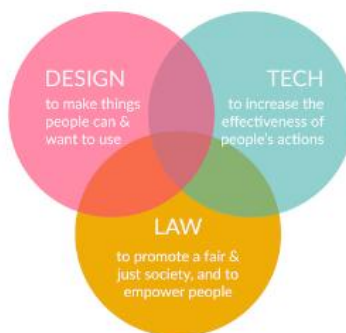 DESIGN
to make things
people can &
want to use
TECH
to increase the
effectiveness of
people's actions
LAW
to promote a fair &
just society, and to
empower people